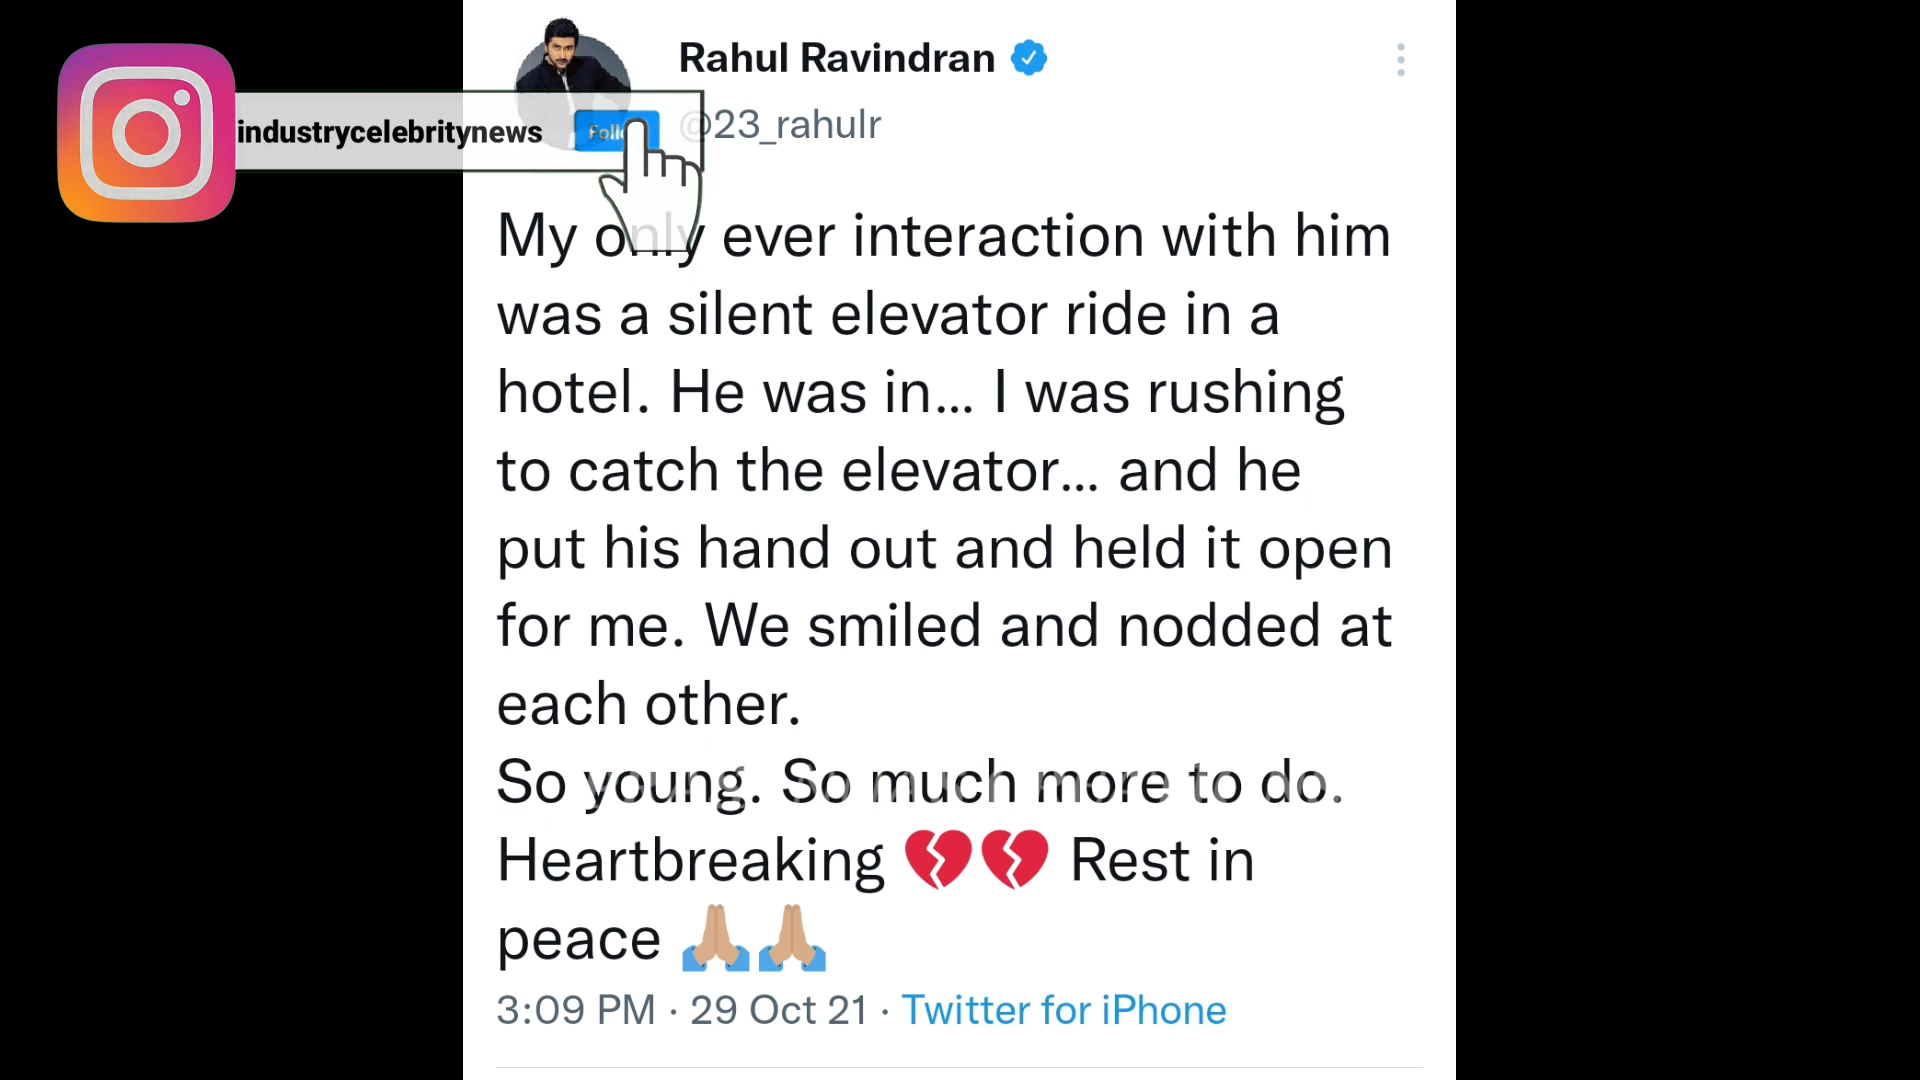 Rahul Ravindran
industrycelebritynews
@23_rahulr
My only ever interaction with him
was a silent elevator ride in a
hotel. He was in... I was rushing
to catch the elevator... and he
put his hand out and held it open
for me. We smiled and nodded at
each other.
So young. So much more to do.
Heartbreaking 💔💔 Rest in
peace 🙏🏼🙏🏼
3:09 PM · 29 Oct 21 · Twitter for iPhone